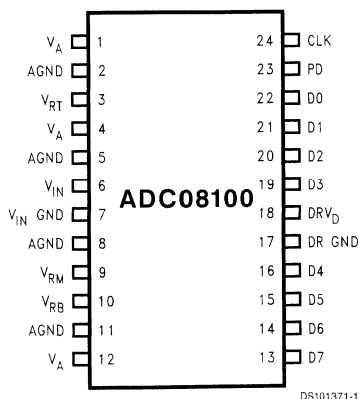 V_A 1 24 CLK
AGND 2 23 PD
V_RT 3 22 D0
V_A 4 21 D1
AGND 5 20 D2
V_IN 6 19 D3
ADC08100
V_IN GND 7 18 DRV_D
AGND 8 17 DR GND
V_RM 9 16 D4
V_RB 10 15 D5
AGND 11 14 D6
V_A 12 13 D7
DS101371-1